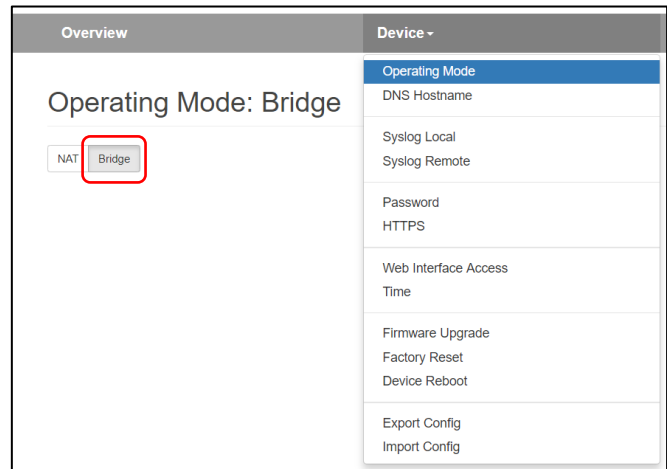 Overview
Device
Operating Mode: Bridge
NAT
Bridge
Operating Mode
DNS Hostname
Syslog Local
Syslog Remote
Password
HTTPS
Web Interface Access
Time
Firmware Upgrade
Factory Reset
Device Reboot
Export Config
Import Config